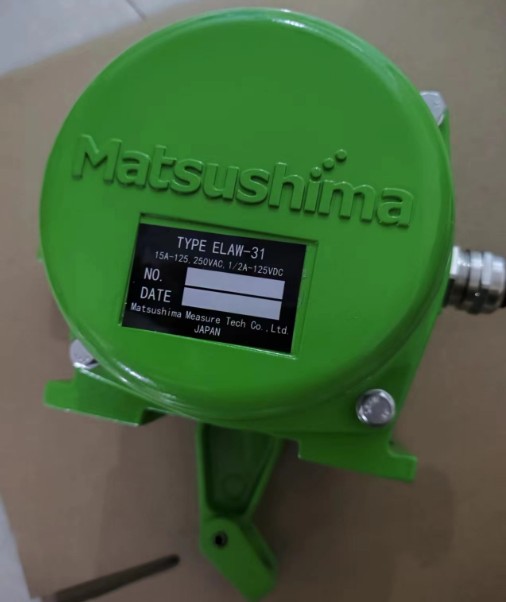 Matsushima
TYPE ELAW-31
15A-125,250VAC,1/2A-125VDC
NO.
DATE
Matsushima Measure Tech Co.,Ltd.
JAPAN